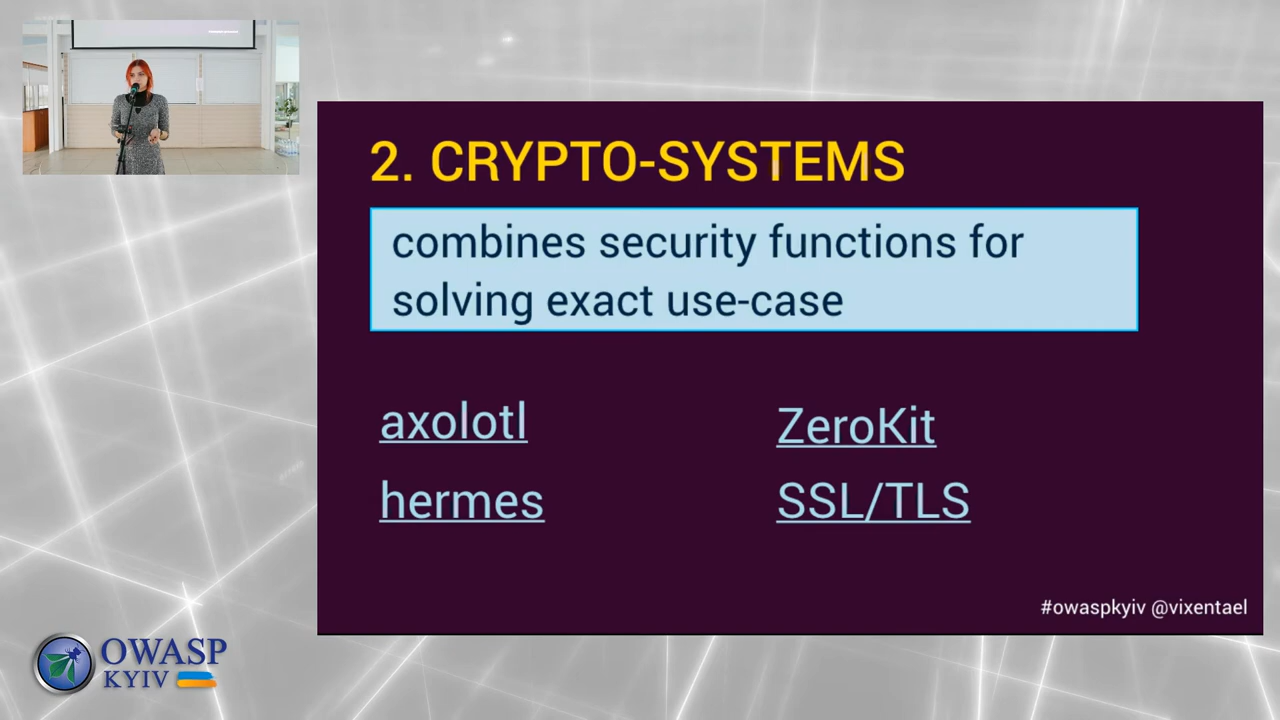 2. CRYPTO-SYSTEMS
combines security functions for
solving exact use-case
axolotl
ZeroKit
hermes
SSL/TLS
#owaspkyiv @vixentael
OWASP
KYIV